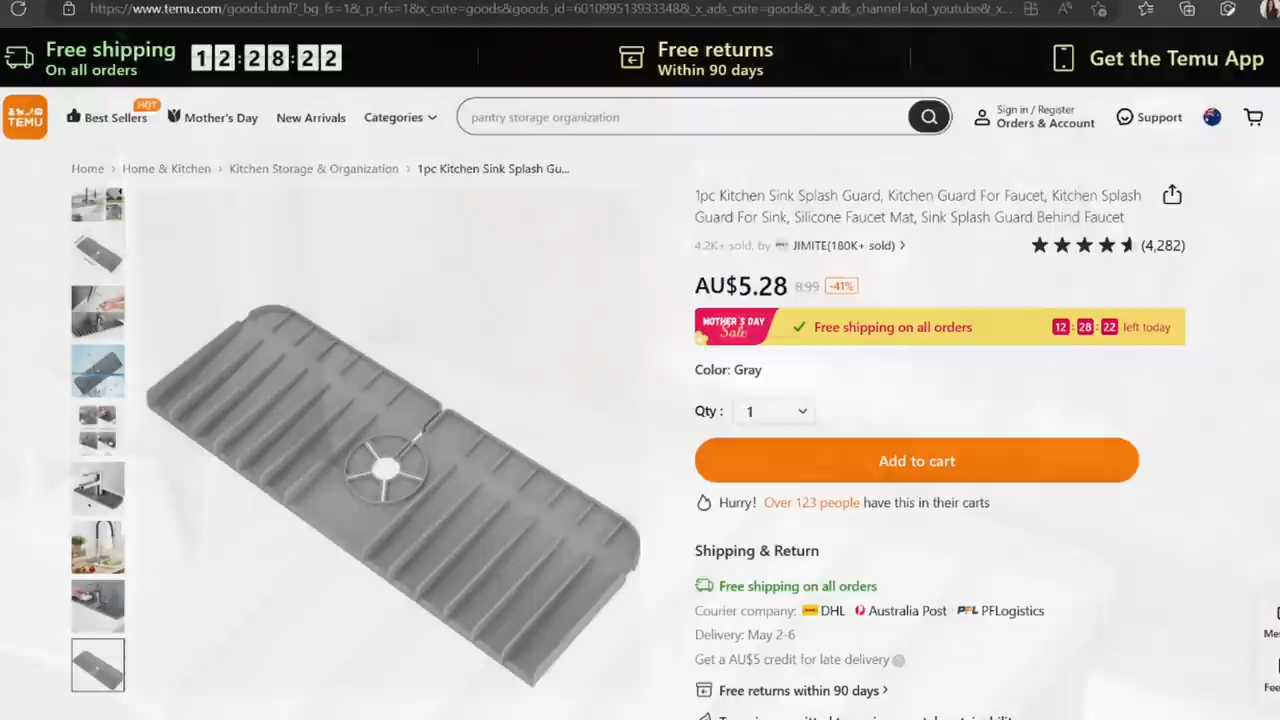 https://www.temu.com/goods.html?_bg_fs=1&_p_rfs=1&x_csite=goods&goods_id=601099513933348&_x_ads_csite=goods&_x_ads_channel=kol_youtube&_x...
Free shipping
On all orders
12:28:22
Free returns
Within 90 days
Get the Temu App
TEMU
HOT
Best Sellers
Mother's Day
New Arrivals
Categories
pantry storage organization
Sign in / Register
Orders & Account
Support
Home > Home & Kitchen > Kitchen Storage & Organization > 1pc Kitchen Sink Splash Gu...
1pc Kitchen Sink Splash Guard, Kitchen Guard For Faucet, Kitchen Splash
Guard For Sink, Silicone Faucet Mat, Sink Splash Guard Behind Faucet
4.2K+ sold, by JIMITE(180K+ sold) >
(4,282)
AU$5.28 8.99 -41%
MOTHER'S DAY
Sale
Free shipping on all orders
12:28:22 left today
Color: Gray
Qty : 1
Add to cart
Hurry! Over 123 people have this in their carts
Shipping & Return
Free shipping on all orders
Courier company: DHL Australia Post PFL PFLogistics
Delivery: May 2-6
Get a AU$5 credit for late delivery
Free returns within 90 days >